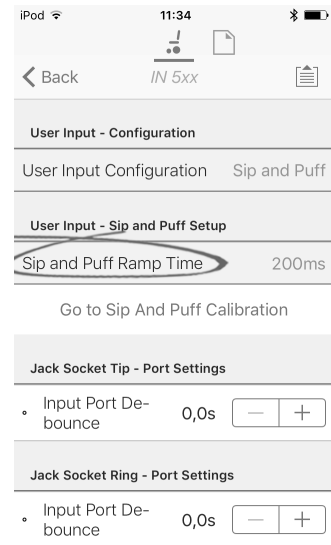 iPod 11:34
Back IN 5xx
User Input - Configuration
User Input Configuration Sip and Puff
User Input - Sip and Puff Setup
Sip and Puff Ramp Time 200ms
Go to Sip And Puff Calibration
Jack Socket Tip - Port Settings
Input Port De-
bounce 0,0s — +
Jack Socket Ring - Port Settings
Input Port De-
bounce 0,0s — +